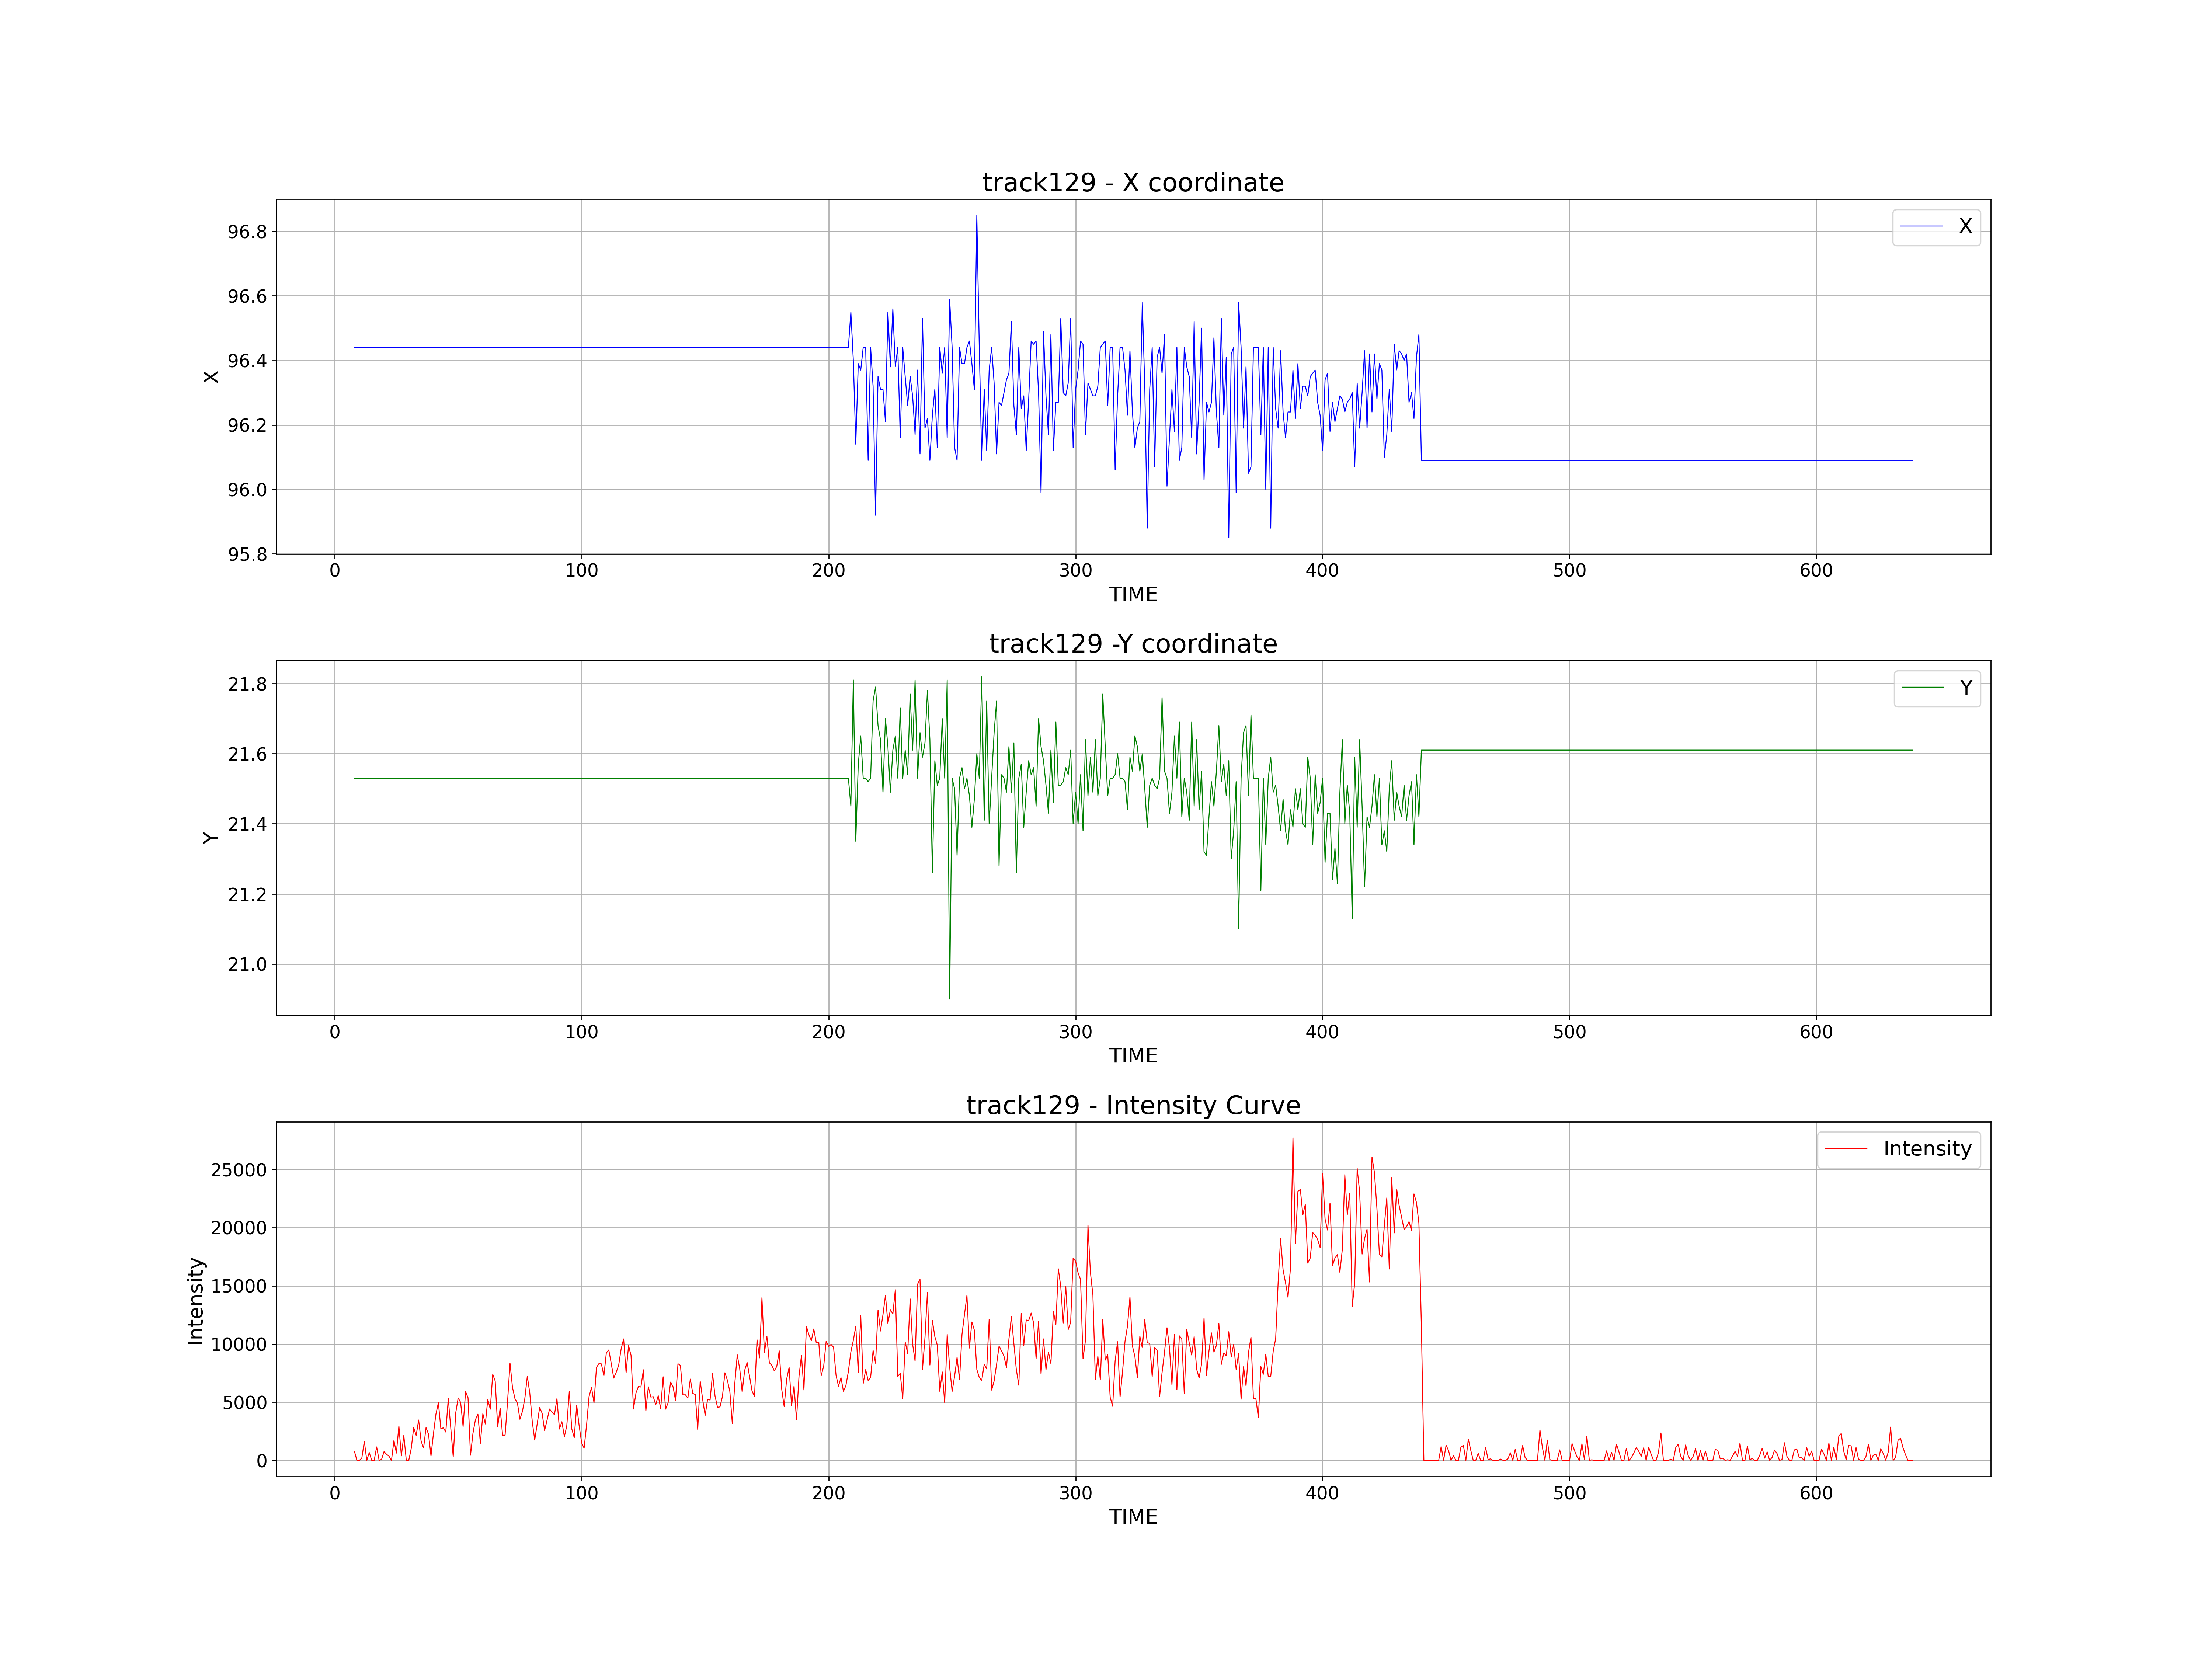 track129 - X coordinate
X
96.8
96.6
96.4
96.2
96.0
95.8
X
0 100 200 300 400 500 600
TIME
track129 -Y coordinate
Y
21.8
21.6
21.4
21.2
21.0
Y
0 100 200 300 400 500 600
TIME
track129 - Intensity Curve
Intensity
25000
20000
15000
10000
5000
0
Intensity
0 100 200 300 400 500 600
TIME